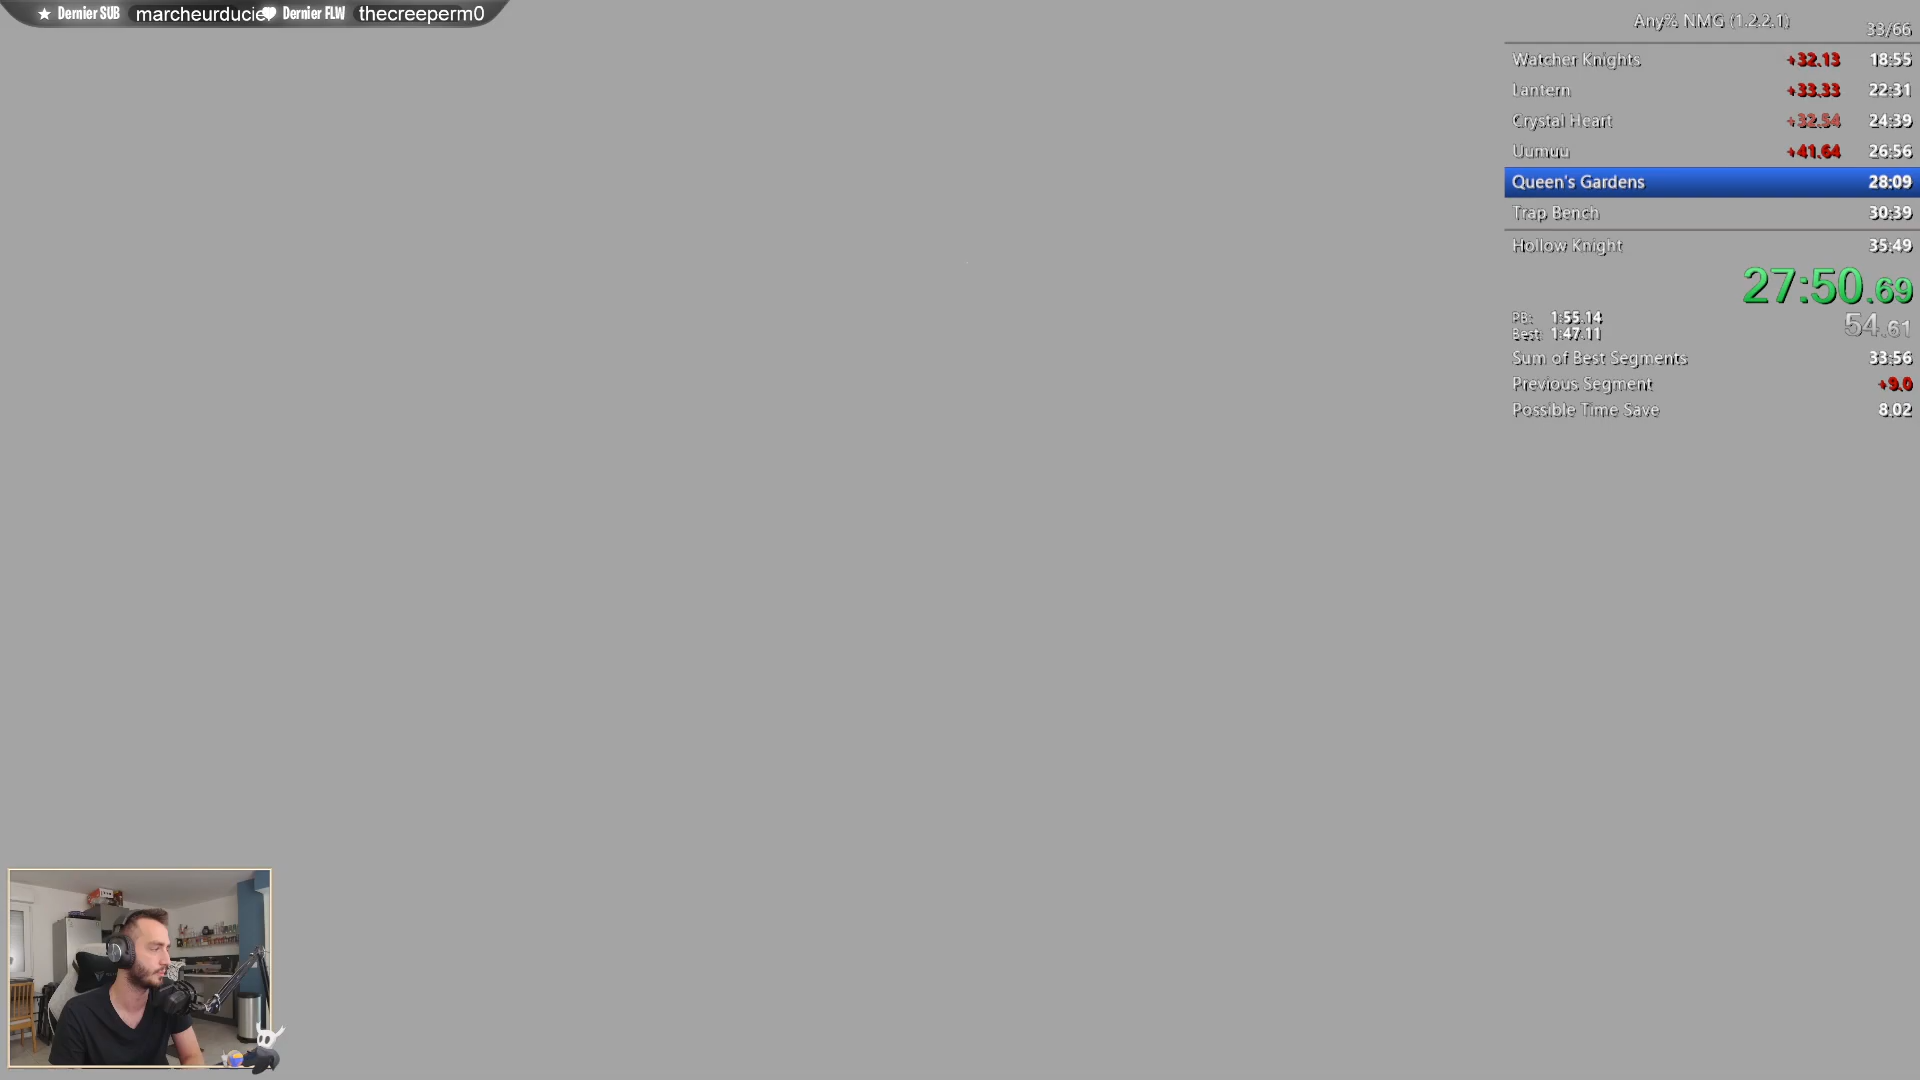 ★ Dernier SUB marcheurducie Dernier FLW thecreeperm0
Any% NMG (1.2.2.1)
33/66
Watcher Knights +32.13 18:55
Lantern +33.33 22:31
Crystal Heart +32.54 24:39
Uumuu +41.64 26:56
Queen's Gardens 28:09
Trap Bench 30:39
Hollow Knight 35:49
27:50.69
PB: 1:55.14
54.61
Best: 1:47.11
Sum of Best Segments 33:56
Previous Segment +9.0
Possible Time Save 8.02